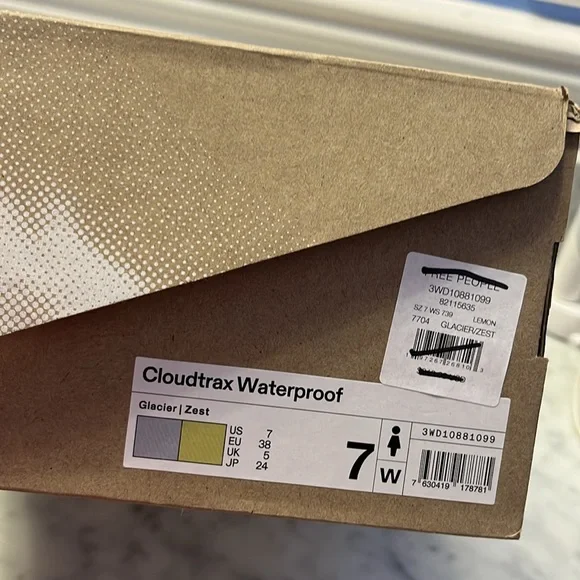 FREE PEOPLE
3WD10881099
82115635
SZ 7 WS 739 LEMON
7704 GLACIER/ZEST
Cloudtrax Waterproof
Glacier | Zest
US 7
EU 38
UK 5
JP 24
7
W
3WD10881099
7 630419 178781